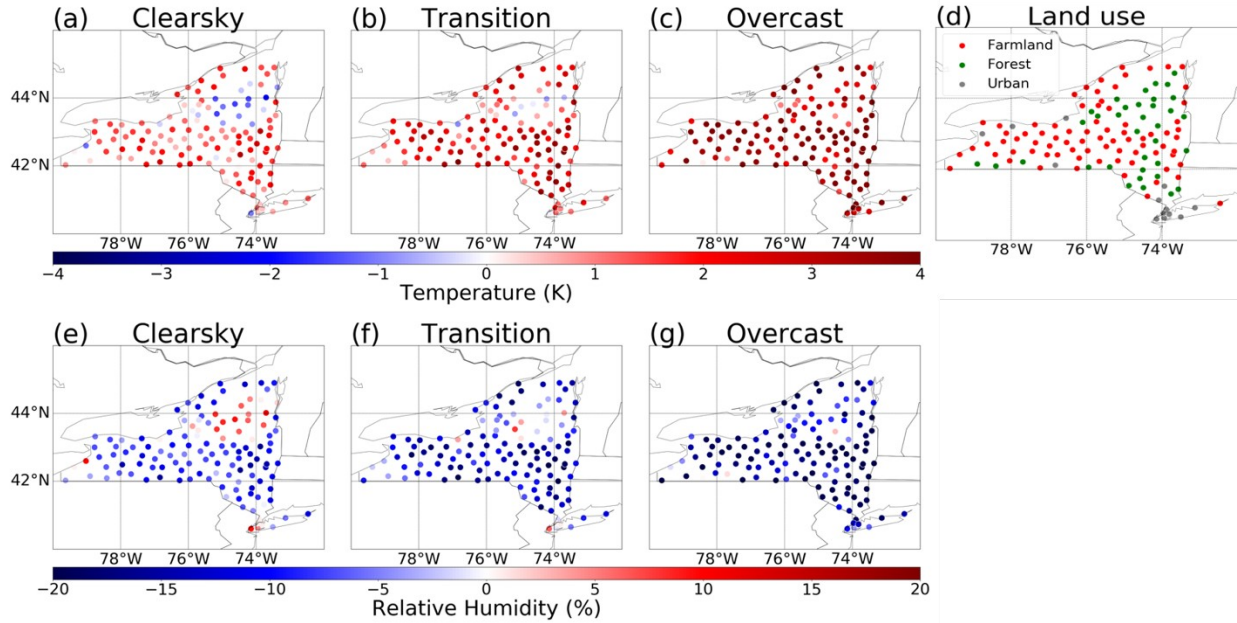 (a) Clearsky
(b) Transition
(c) Overcast
(d) Land use
Farmland
Forest
Urban
44°N
42°N
78°W 76°W 74°W
78°W 76°W 74°W
78°W 76°W 74°W
78°W 76°W 74°W
−4 −3 −2 −1 0 1 2 3 4
Temperature (K)
(e) Clearsky
(f) Transition
(g) Overcast
44°N
42°N
78°W 76°W 74°W
78°W 76°W 74°W
78°W 76°W 74°W
−20 −15 −10 −5 0 5 10 15 20
Relative Humidity (%)